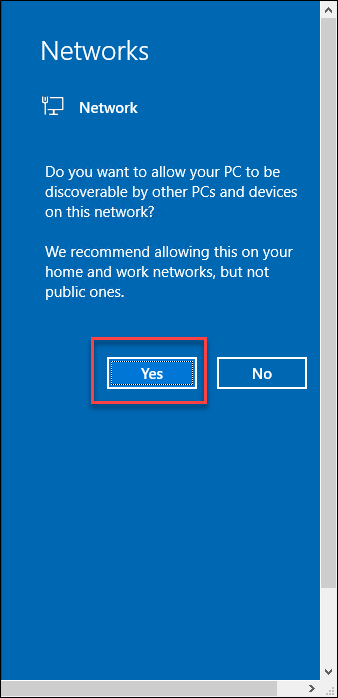 Networks
Network
Do you want to allow your PC to be
discoverable by other PCs and devices
on this network?
We recommend allowing this on your
home and work networks, but not
public ones.
Yes
No